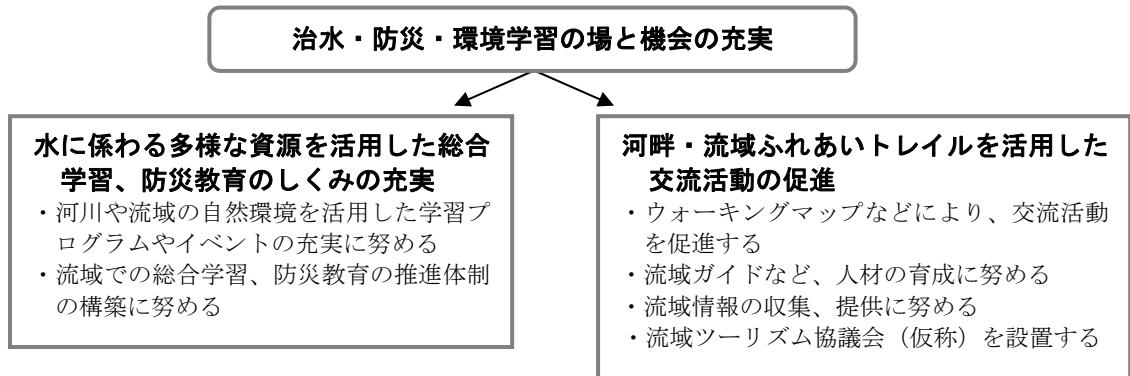 治水・防災・環境学習の場と機会の充実
水に係わる多様な資源を活用した総合
学習、防災教育のしくみの充実
・河川や流域の自然環境を活用した学習プ
ログラムやイベントの充実に努める
・流域での総合学習、防災教育の推進体制
の構築に努める
河畔・流域ふれあいトレイルを活用した
交流活動の促進
・ウォーキングマップなどにより、交流活動
を促進する
・流域ガイドなど、人材の育成に努める
・流域情報の収集、提供に努める
・流域ツーリズム協議会（仮称）を設置する